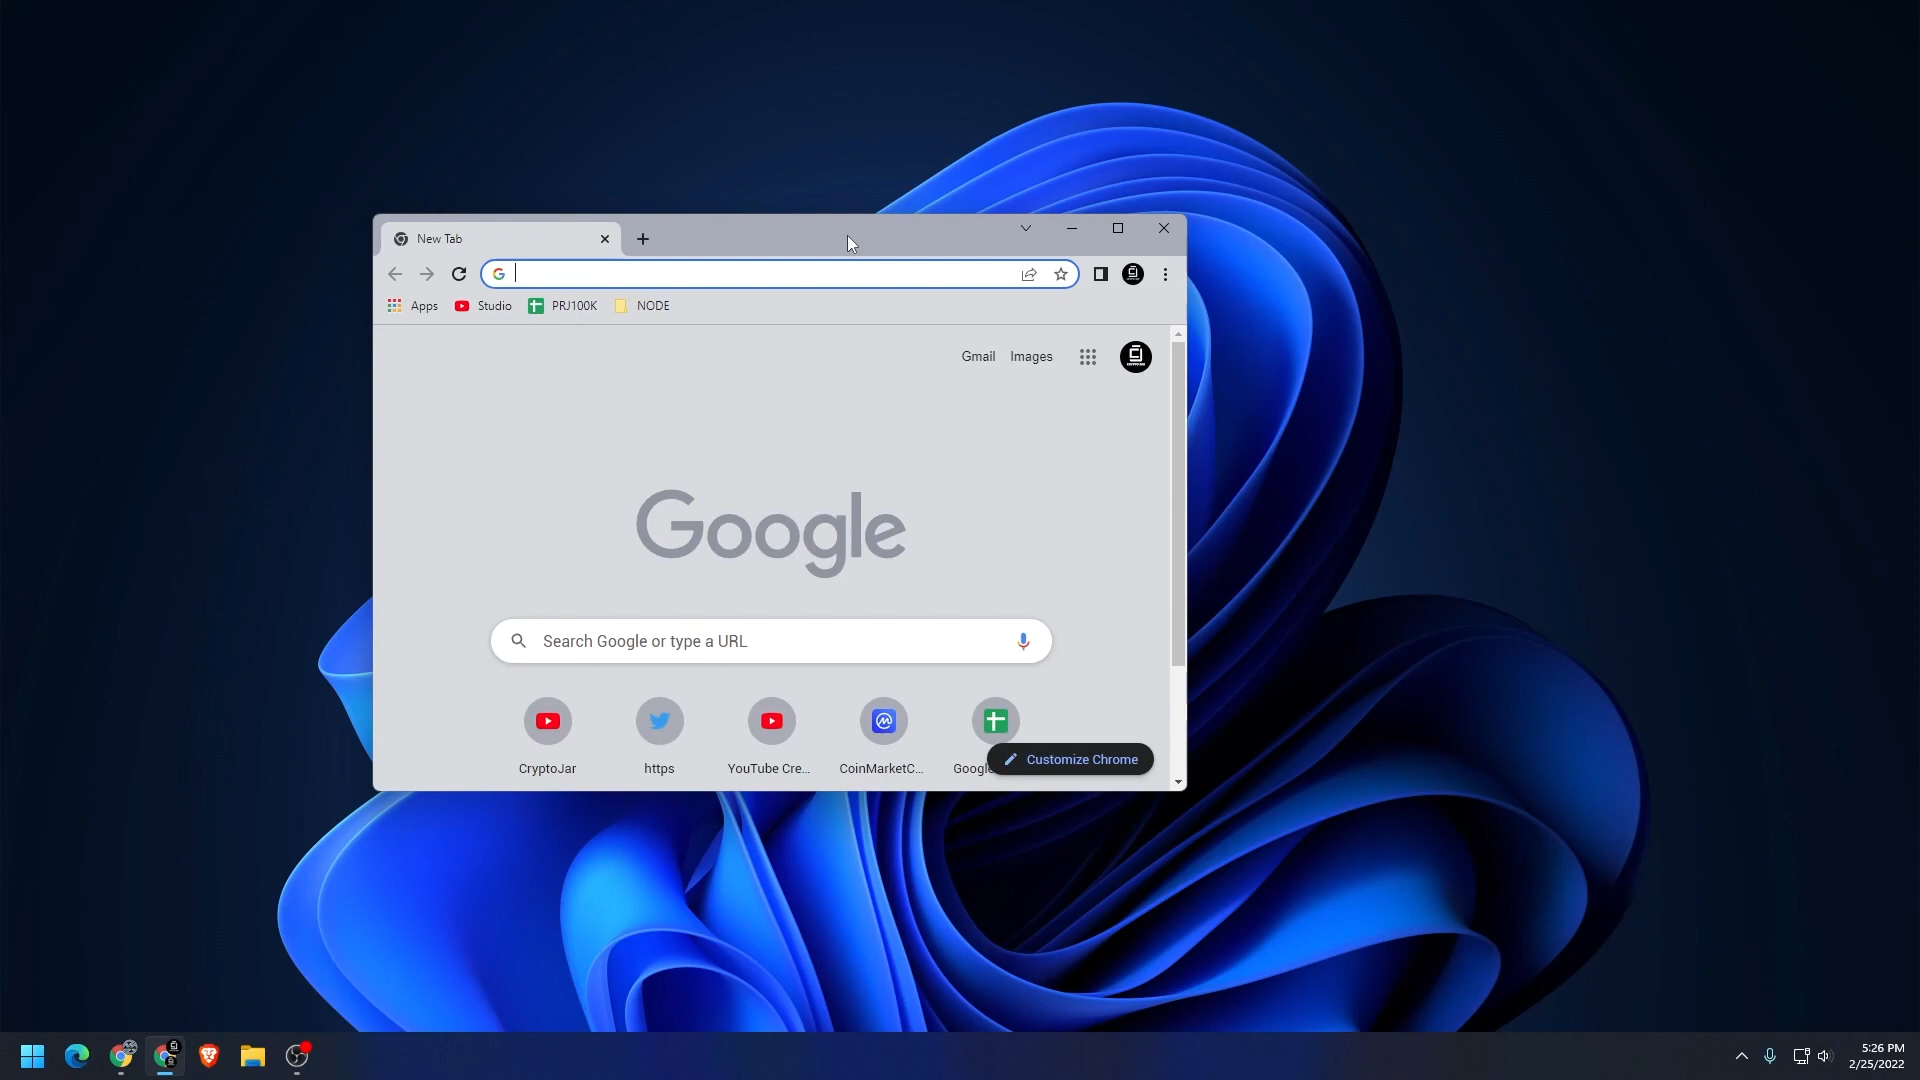 New Tab
Apps Studio PRJ100K NODE
Gmail Images
Google
Search Google or type a URL
CryptoJar https YouTube Cre... CoinMarketC... Google
Customize Chrome
5:26 PM
2/25/2022